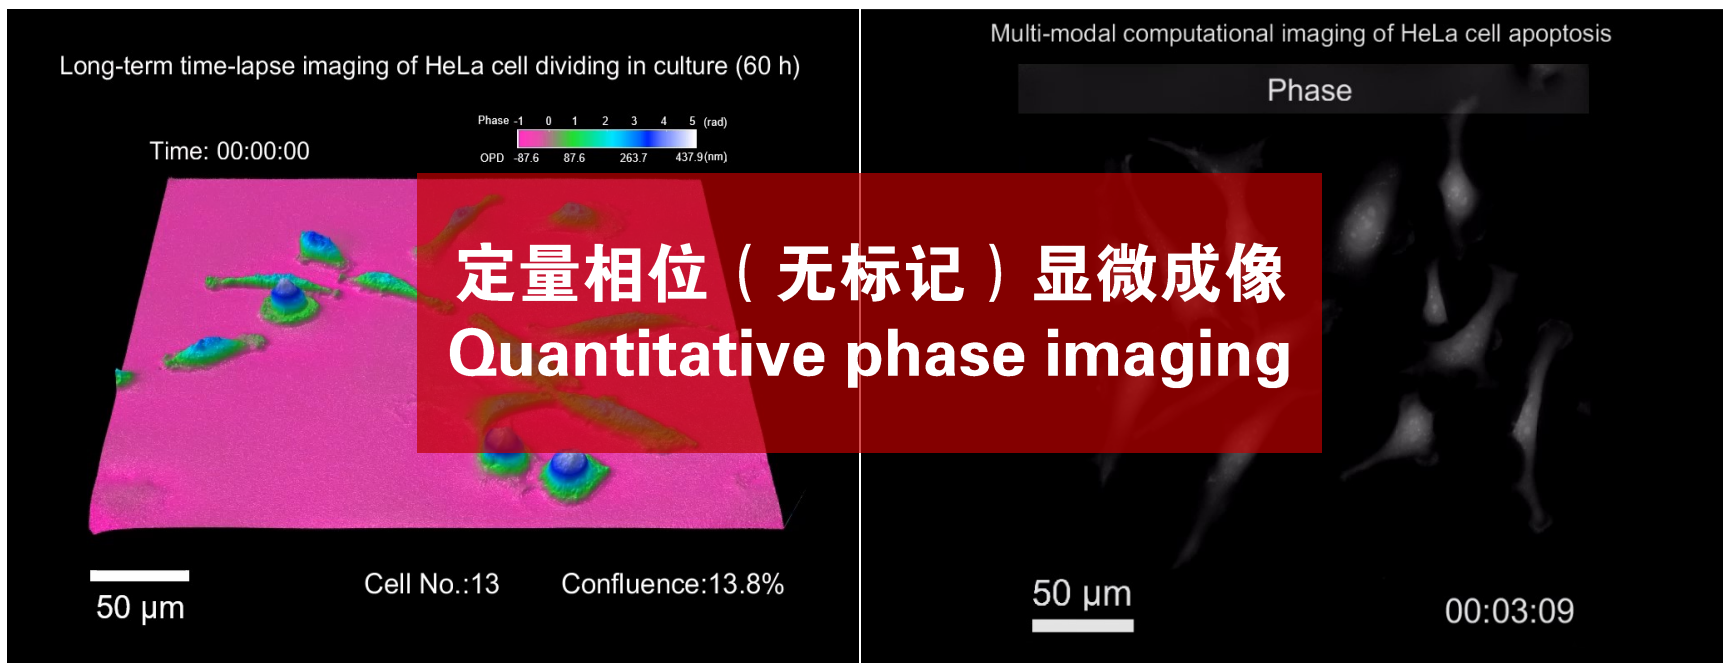 Long-term time-lapse imaging of HeLa cell dividing in culture (60 h)
Phase -1 0 1 2 3 4 5 (rad)
OPD -87.6 87.6 263.7 437.9(nm)
Time: 00:00:00
50 μm
Cell No.:13 Confluence:13.8%
定量相位（无标记）显微成像
Quantitative phase imaging
Multi-modal computational imaging of HeLa cell apoptosis
Phase
50 μm
00:03:09